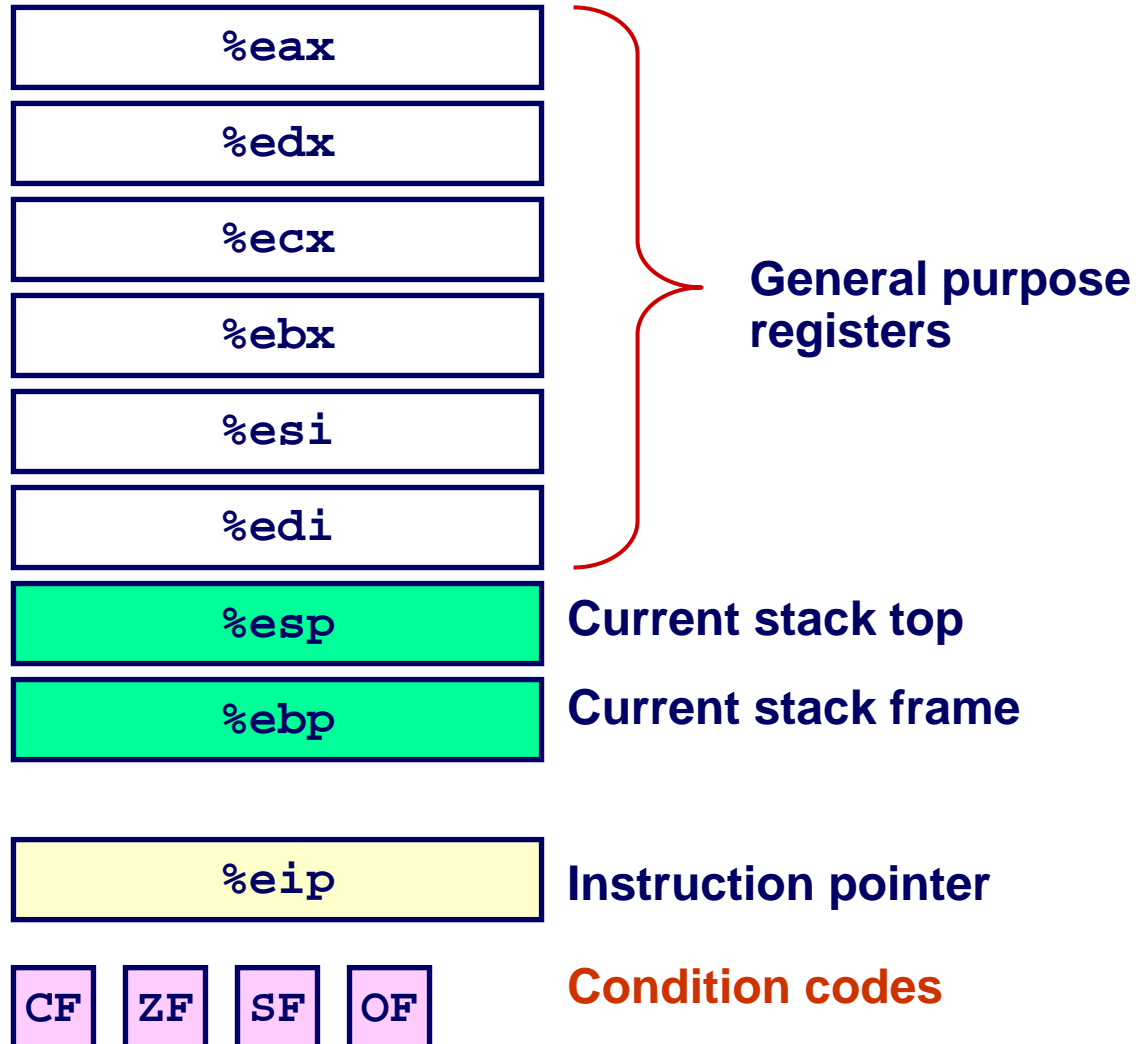 %eax
%edx
%ecx
%ebx
%esi
%edi
General purpose
registers
%esp
Current stack top
%ebp
Current stack frame
%eip
Instruction pointer
CF ZF SF OF
Condition codes